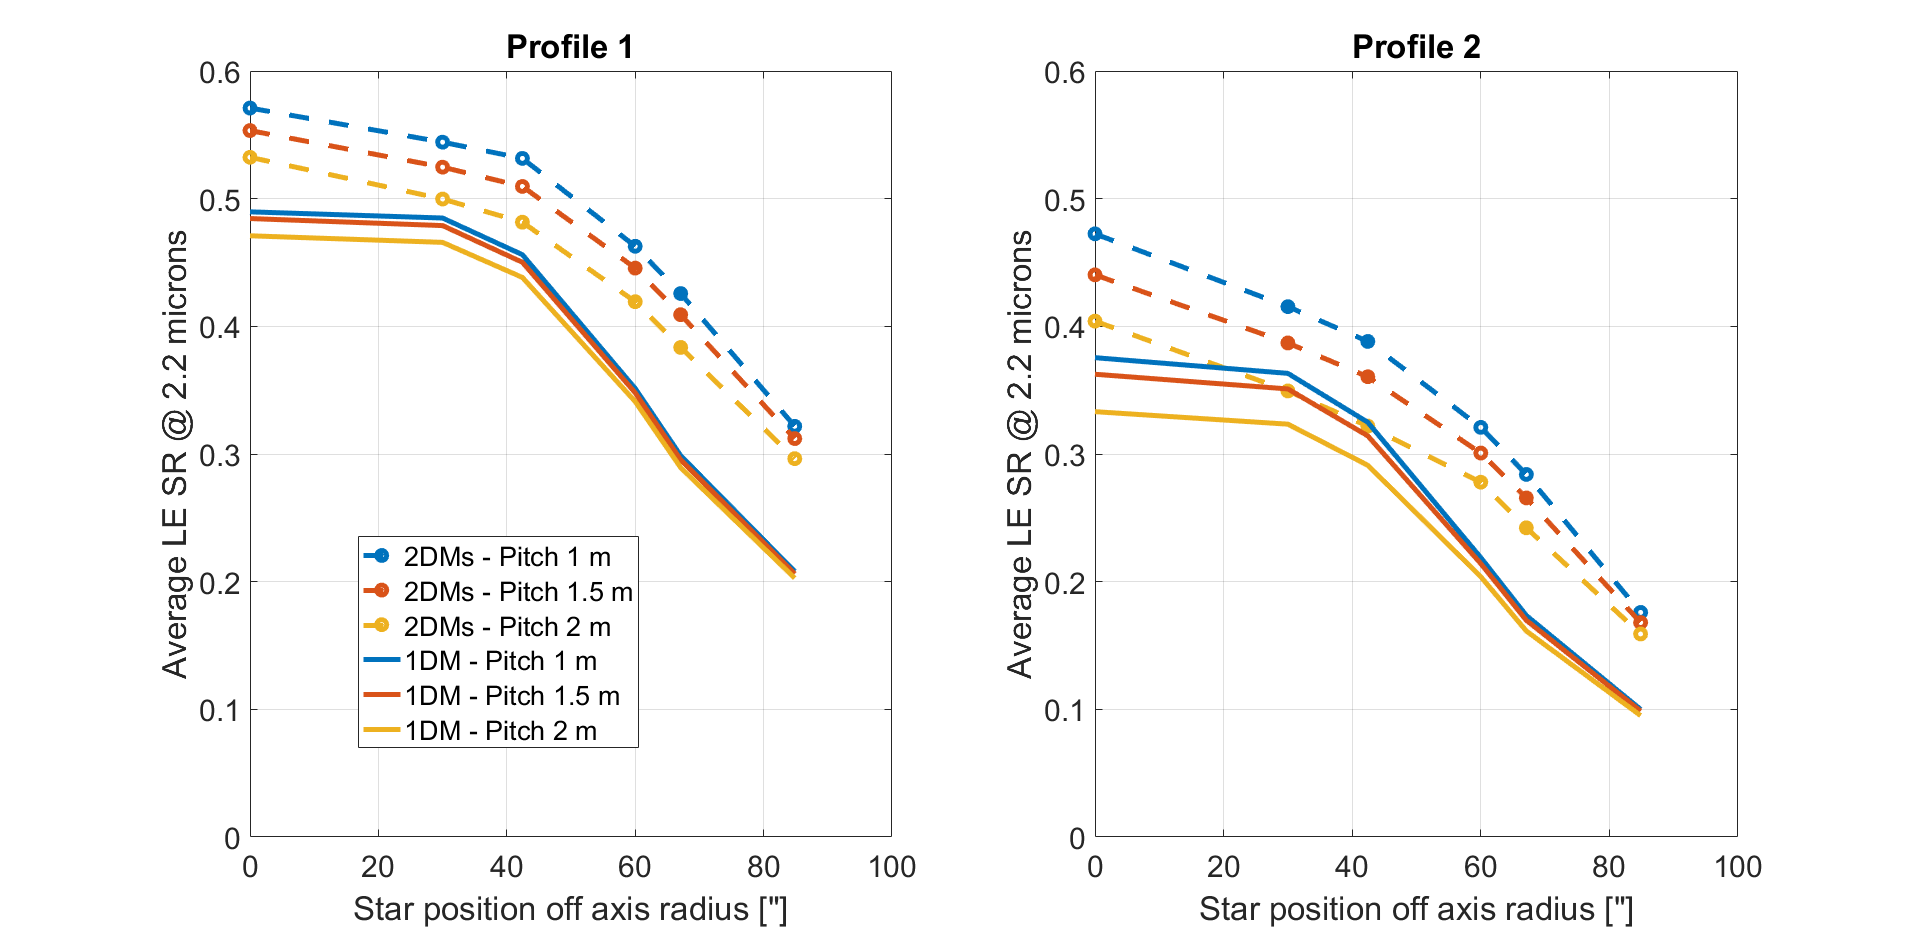 Profile 1
Average LE SR @ 2.2 microns
0.6
0.5
0.4
0.3
0.2
0.1
0
2DMs - Pitch 1 m
2DMs - Pitch 1.5 m
2DMs - Pitch 2 m
1DM - Pitch 1 m
1DM - Pitch 1.5 m
1DM - Pitch 2 m
0 20 40 60 80 100
Star position off axis radius ["]
Profile 2
Average LE SR @ 2.2 microns
0.6
0.5
0.4
0.3
0.2
0.1
0
0 20 40 60 80 100
Star position off axis radius ["]